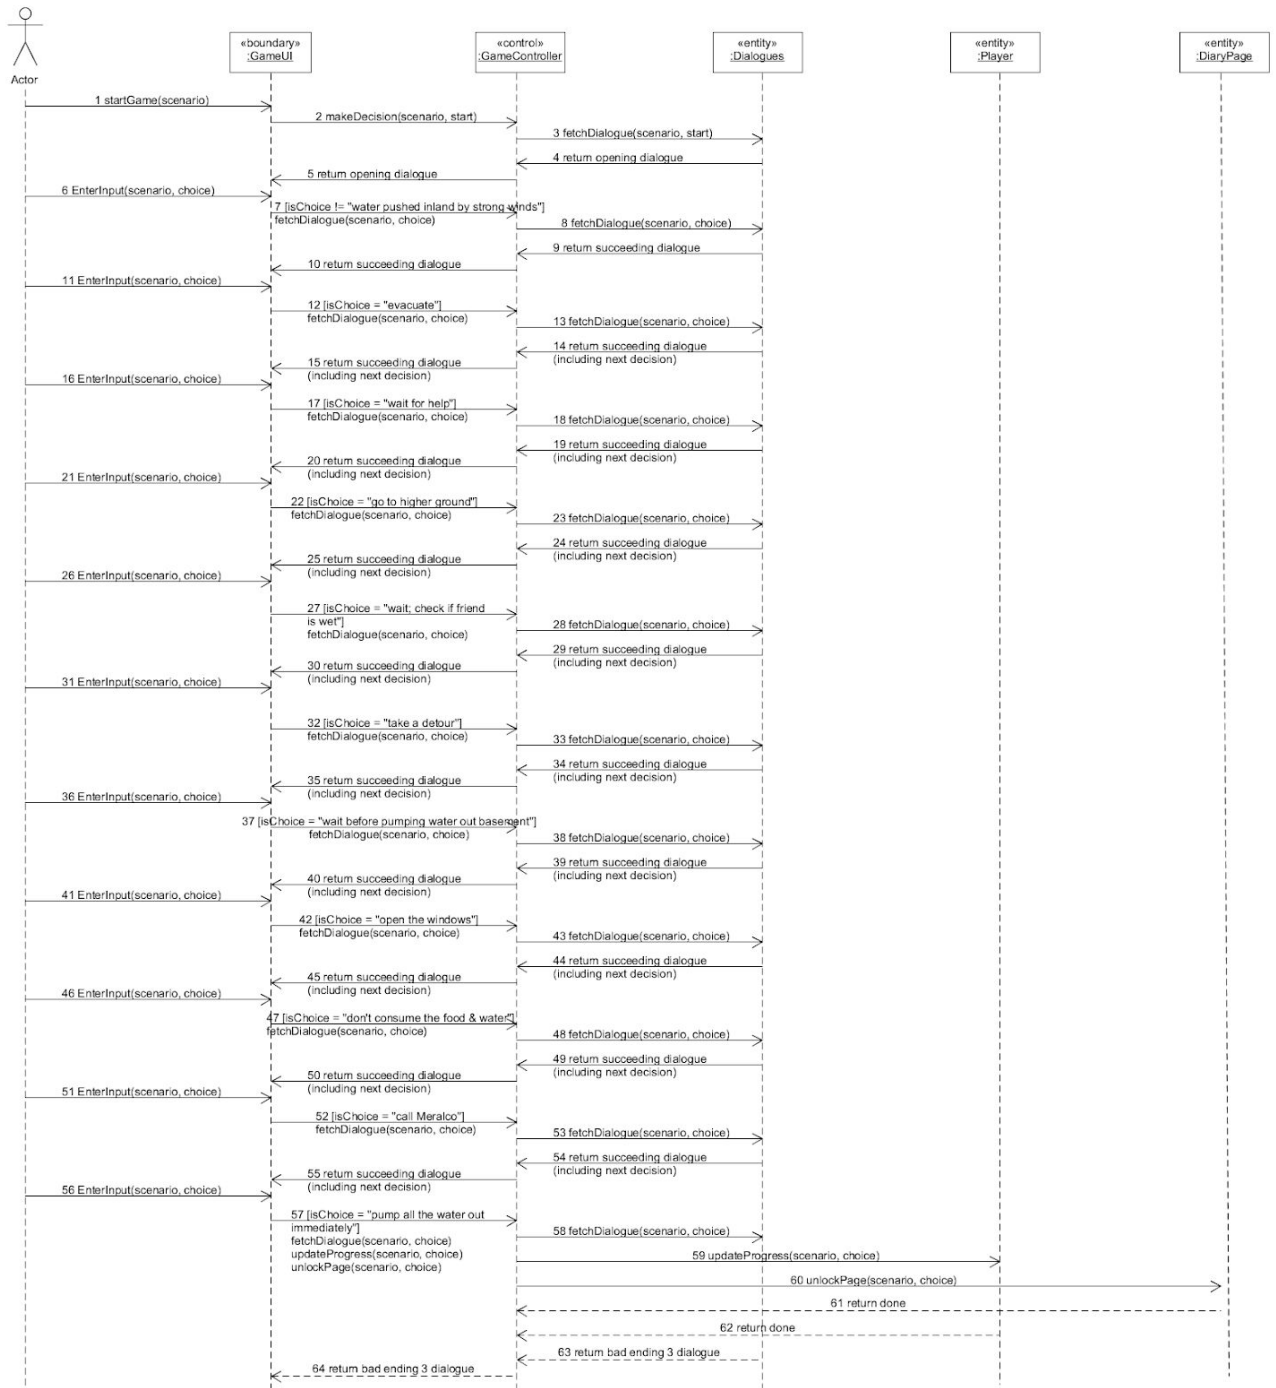 «boundary»
:GameUI
«control»
:GameController
«entity»
:Dialogues
«entity»
:Player
«entity»
:DiaryPage
Actor
1 startGame(scenario)
2 makeDecision(scenario, start)
3 fetchDialogue(scenario, start)
4 return opening dialogue
5 return opening dialogue
6 EnterInput(scenario, choice)
7 [isChoice != "water pushed inland by strong winds"]
fetchDialogue(scenario, choice)
8 fetchDialogue(scenario, choice)
9 return succeeding dialogue
10 return succeeding dialogue
11 EnterInput(scenario, choice)
12 [isChoice = "evacuate"]
fetchDialogue(scenario, choice)
13 fetchDialogue(scenario, choice)
14 return succeeding dialogue
(including next decision)
15 return succeeding dialogue
(including next decision)
16 EnterInput(scenario, choice)
17 [isChoice = "wait for help"]
fetchDialogue(scenario, choice)
18 fetchDialogue(scenario, choice)
19 return succeeding dialogue
(including next decision)
20 return succeeding dialogue
(including next decision)
21 EnterInput(scenario, choice)
22 [isChoice = "go to higher ground"]
fetchDialogue(scenario, choice)
23 fetchDialogue(scenario, choice)
24 return succeeding dialogue
(including next decision)
25 return succeeding dialogue
(including next decision)
26 EnterInput(scenario, choice)
27 [isChoice = "wait; check if friend
is wet"]
fetchDialogue(scenario, choice)
28 fetchDialogue(scenario, choice)
29 return succeeding dialogue
(including next decision)
30 return succeeding dialogue
(including next decision)
31 EnterInput(scenario, choice)
32 [isChoice = "take a detour"]
fetchDialogue(scenario, choice)
33 fetchDialogue(scenario, choice)
34 return succeeding dialogue
(including next decision)
35 return succeeding dialogue
(including next decision)
36 EnterInput(scenario, choice)
37 [isChoice = "wait before pumping water out basement"]
fetchDialogue(scenario, choice)
38 fetchDialogue(scenario, choice)
39 return succeeding dialogue
(including next decision)
40 return succeeding dialogue
(including next decision)
41 EnterInput(scenario, choice)
42 [isChoice = "open the windows"]
fetchDialogue(scenario, choice)
43 fetchDialogue(scenario, choice)
44 return succeeding dialogue
(including next decision)
45 return succeeding dialogue
(including next decision)
46 EnterInput(scenario, choice)
47 [isChoice = "don't consume the food & water"]
fetchDialogue(scenario, choice)
48 fetchDialogue(scenario, choice)
49 return succeeding dialogue
(including next decision)
50 return succeeding dialogue
(including next decision)
51 EnterInput(scenario, choice)
52 [isChoice = "call Meralco"]
fetchDialogue(scenario, choice)
53 fetchDialogue(scenario, choice)
54 return succeeding dialogue
(including next decision)
55 return succeeding dialogue
(including next decision)
56 EnterInput(scenario, choice)
57 [isChoice = "pump all the water out
immediately"]
fetchDialogue(scenario, choice)
updateProgress(scenario, choice)
unlockPage(scenario, choice)
58 fetchDialogue(scenario, choice)
59 updateProgress(scenario, choice)
60 unlockPage(scenario, choice)
61 return done
62 return done
63 return bad ending 3 dialogue
64 return bad ending 3 dialogue